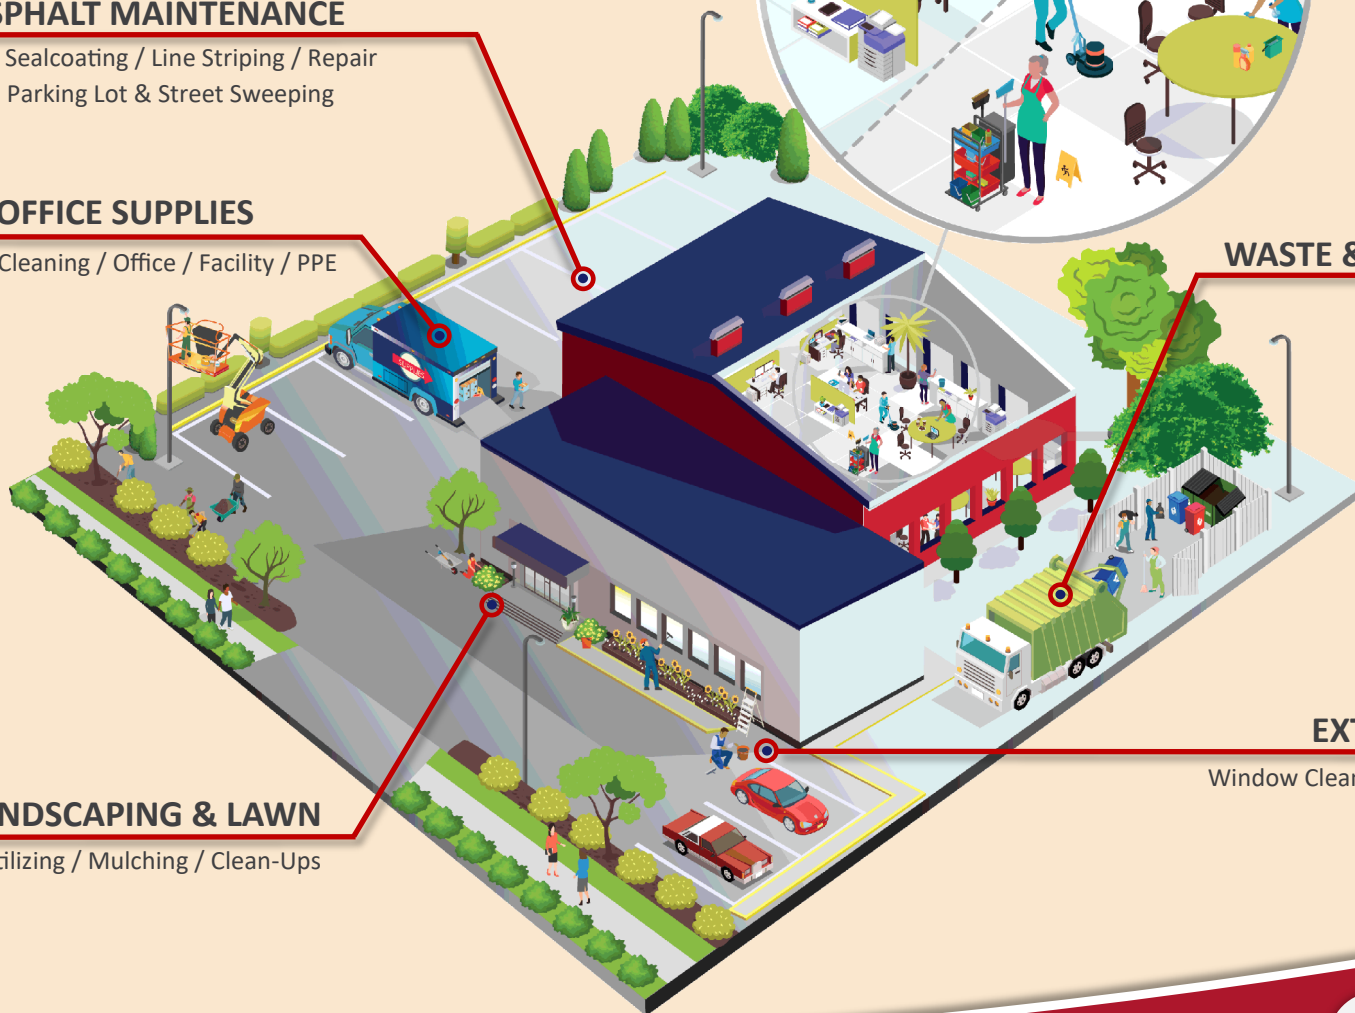 SPHALT MAINTENANCE
Sealcoating / Line Striping / Repair
Parking Lot & Street Sweeping
OFFICE SUPPLIES
Cleaning / Office / Facility / PPE
SUPPLIES
WASTE &
EXT
Window Clean
NDSCAPING & LAWN
tilizing / Mulching / Clean-Ups